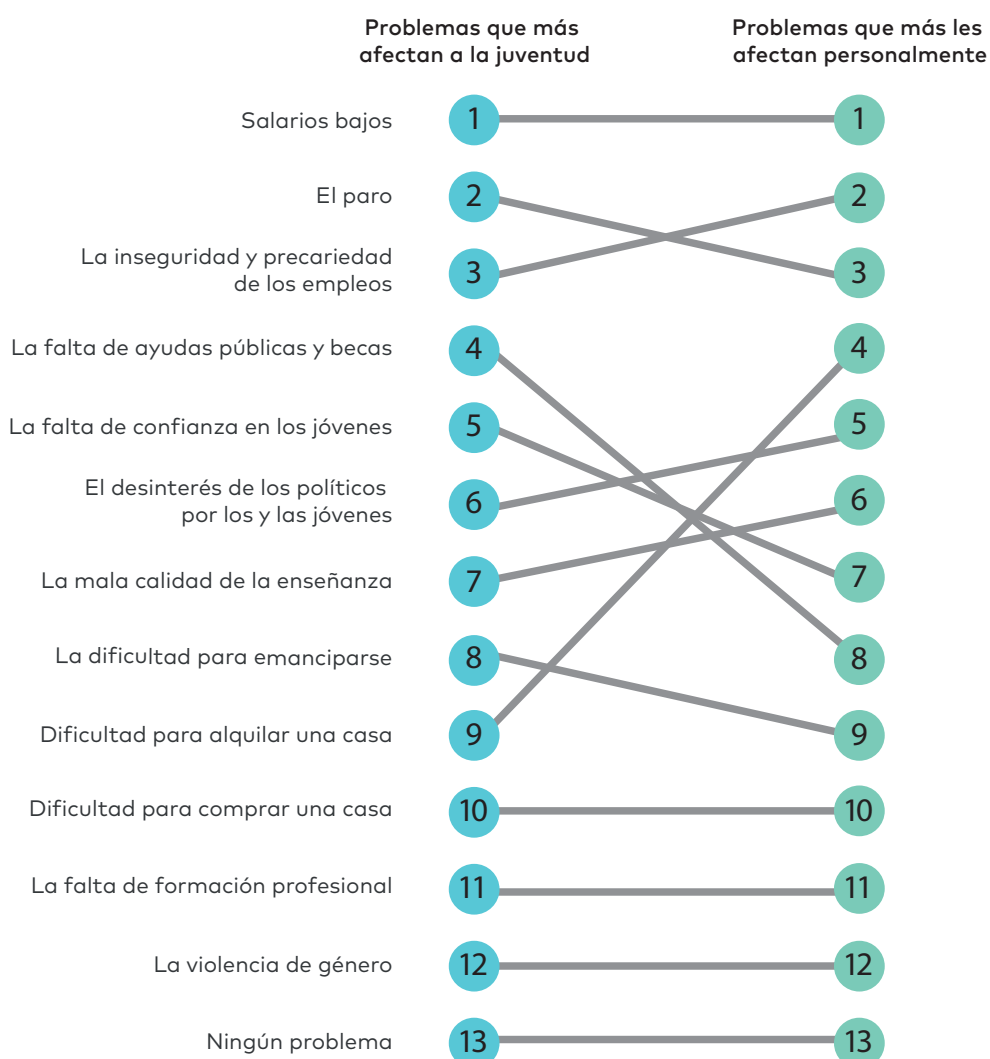 Problemas que más
afectan a la juventud
Problemas que más les
afectan personalmente
Salarios bajos 1 1
El paro 2 2
La inseguridad y precariedad
de los empleos 3 3
La falta de ayudas públicas y becas 4 4
La falta de confianza en los jóvenes 5 5
El desinterés de los políticos
por los y las jóvenes 6 6
La mala calidad de la enseñanza 7 7
La dificultad para emanciparse 8 8
Dificultad para alquilar una casa 9 9
Dificultad para comprar una casa 10 10
La falta de formación profesional 11 11
La violencia de género 12 12
Ningún problema 13 13